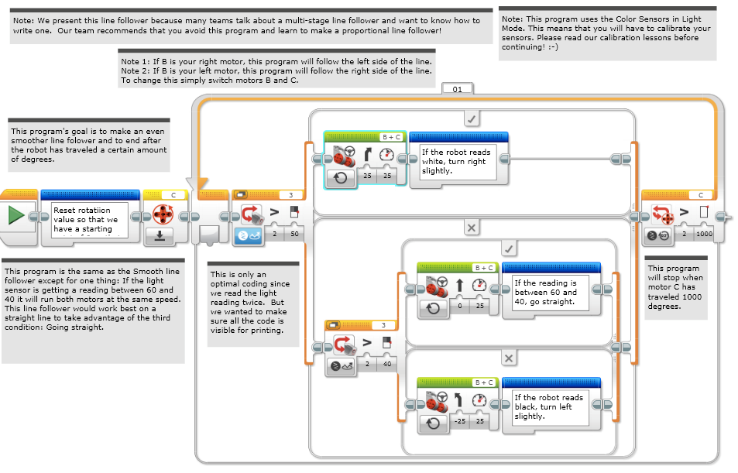 Note: We present this line follower because many teams talk about a multi-stage line follower and want to know how to
write one.  Our team recommends that you avoid this program and learn to make a proportional line follower!
Note: This program uses the Color Sensors in Light
Mode. This means that you will have to calibrate your
sensors. Please read our calibration lessons before
continuing! :-)
Note 1: If B is your right motor, this program will follow the left side of the line.
Note 2: If B is your left motor, this program will follow the right side of the line.
To change this simply switch motors B and C.
01
This program's goal is to make an even
smoother line follower and to end after
the robot has traveled a certain amount
of degrees.
B + C
25 25
If the robot reads
white, turn right
slightly.
Reset rotatiion
value so that we
have a starting
C
3
>
2 50
C
>
2 1000
This program is the same as the Smooth line
follower except for one thing: If the light
sensor is getting a reading between 60 and
40 it will run both motors at the same speed.
This line follower would work best on a
straight line to take advantage of the third
condition: Going straight.
This is only an
optimal coding since
we read the light
reading twice.  But
we wanted to make
sure all the code is
visible for printing.
This program
will stop when
motor C has
traveled 1000
degrees.
B + C
0 25
If the reading is
between 60 and
40, go straight.
3
>
2 40
B + C
-25 25
If the robot reads
black, turn left
slightly.